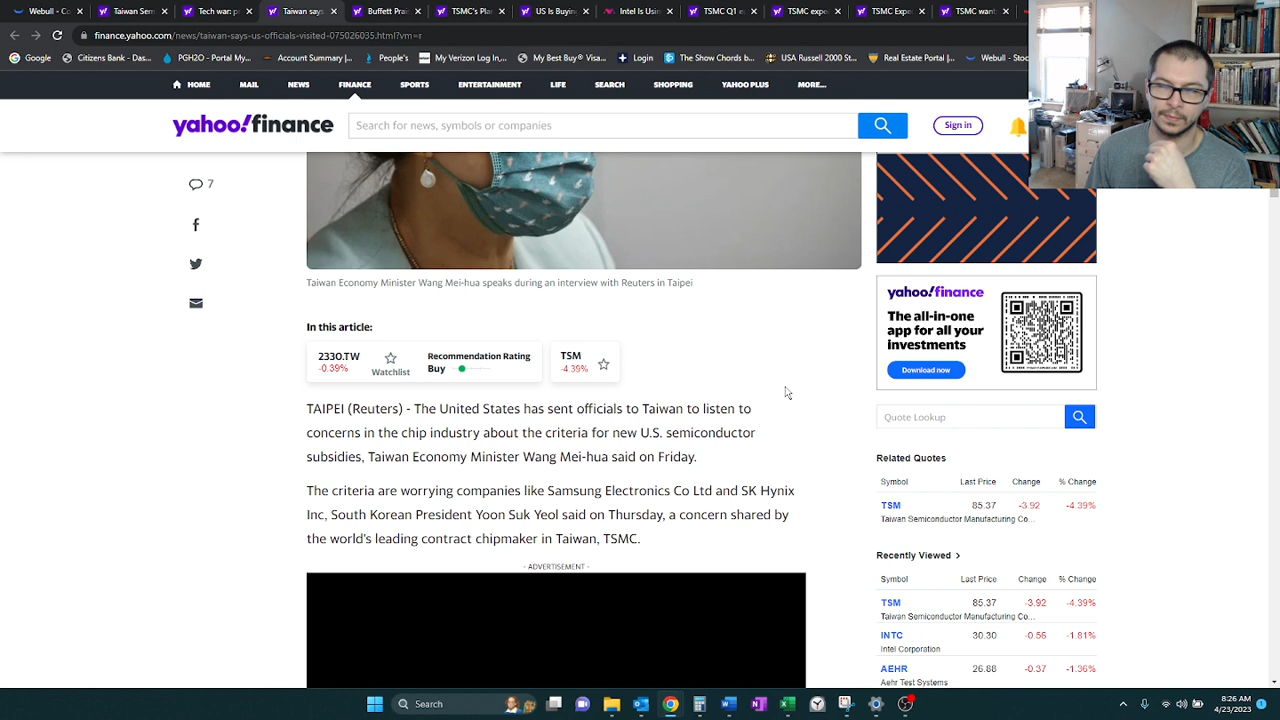 Webull - Co
Taiwan Sem
Tech war: p
Taiwan says
Buffett Pri
TSMC's Pla
US is Buy
Intel Is Usin
TSMC Q1 e
TSMC Expe
TSMC want
finance.yahoo.com/news/taiwan-says-us-officials-visited-
Google
Citizens Bank - Das...
PGH2O - Portal My...
Account Summary |...
People's
My Verizon Log In,...
My Best Buy® Visa...
Login
The Show Chords b...
USA Russell 2000 St...
Real Estate Portal |...
Webull - Stock
HOME
MAIL
NEWS
FINANCE
SPORTS
ENTERTAINMENT
LIFE
SEARCH
SHOPPING
YAHOO PLUS
MORE...
yahoo!finance
Search for news, symbols or companies
Sign in
7
Taiwan Economy Minister Wang Mei-hua speaks during an interview with Reuters in Taipei
In this article:
2330.TW
-0.39%
Watchlist
Recommendation Rating
Buy
TSM
-4.39%
TAIPEI (Reuters) - The United States has sent officials to Taiwan to listen to
concerns from the chip industry about the criteria for new U.S. semiconductor
subsidies, Taiwan Economy Minister Wang Mei-hua said on Friday.
The criteria are worrying companies like Samsung Electronics Co Ltd and SK Hynix
Inc, South Korean President Yoon Suk Yeol said on Thursday, a concern shared by
the world's leading contract chipmaker in Taiwan, TSMC.
- ADVERTISEMENT -
yahoo!finance
The all-in-one
app for all your
investments
Download now
Quote Lookup
Related Quotes
Symbol Last Price Change % Change
TSM 85.37 -3.92 -4.39%
Taiwan Semiconductor Manufacturing Co...
Recently Viewed
Symbol Last Price Change % Change
TSM 85.37 -3.92 -4.39%
Taiwan Semiconductor Manufacturing Co...
INTC 30.30 -0.56 -1.81%
Intel Corporation
AEHR 26.88 -0.37 -1.36%
Aehr Test Systems
Search
8:26 AM
4/23/2023
1